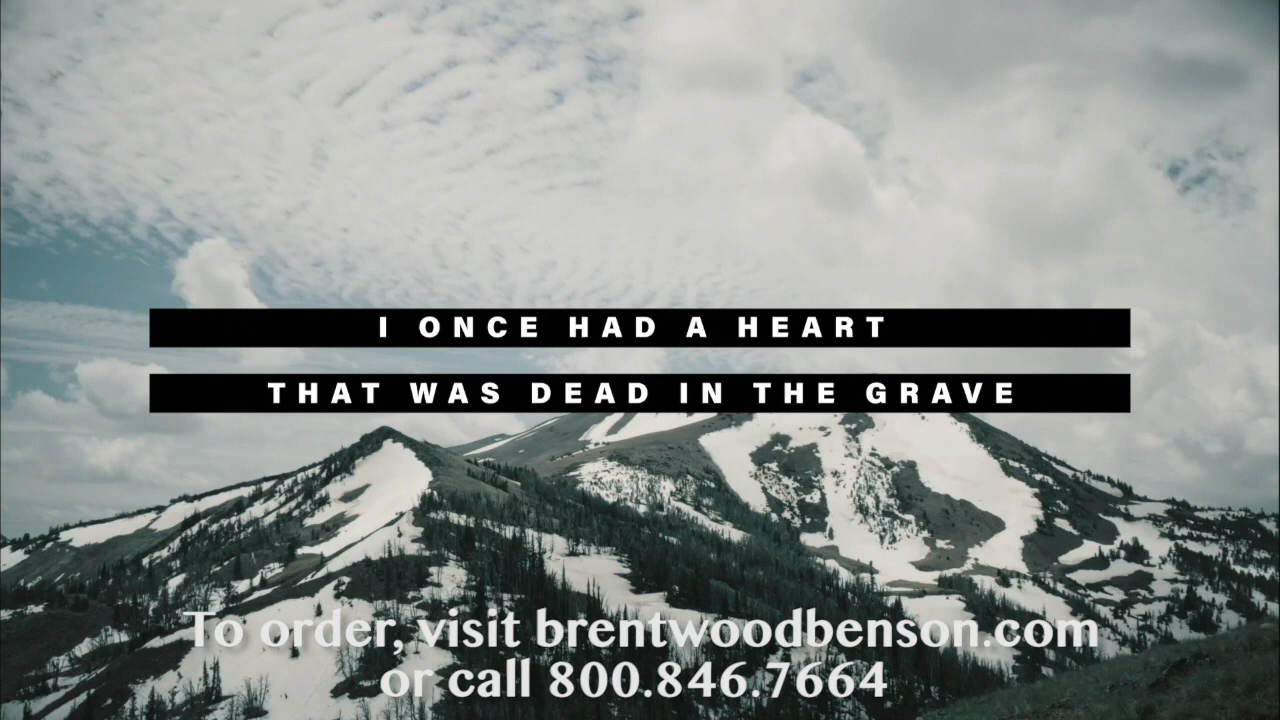 I ONCE HAD A HEART
THAT WAS DEAD IN THE GRAVE
To order, visit brentwoodbenson.com
or call 800.846.7664